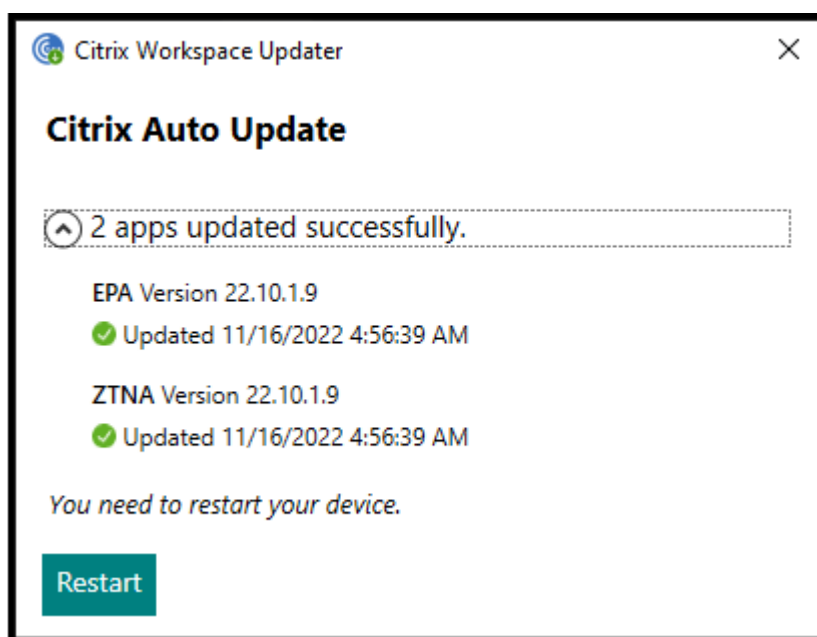 Citrix Workspace Updater
Citrix Auto Update
2 apps updated successfully.
EPA Version 22.10.1.9
Updated 11/16/2022 4:56:39 AM
ZTNA Version 22.10.1.9
Updated 11/16/2022 4:56:39 AM
You need to restart your device.
Restart